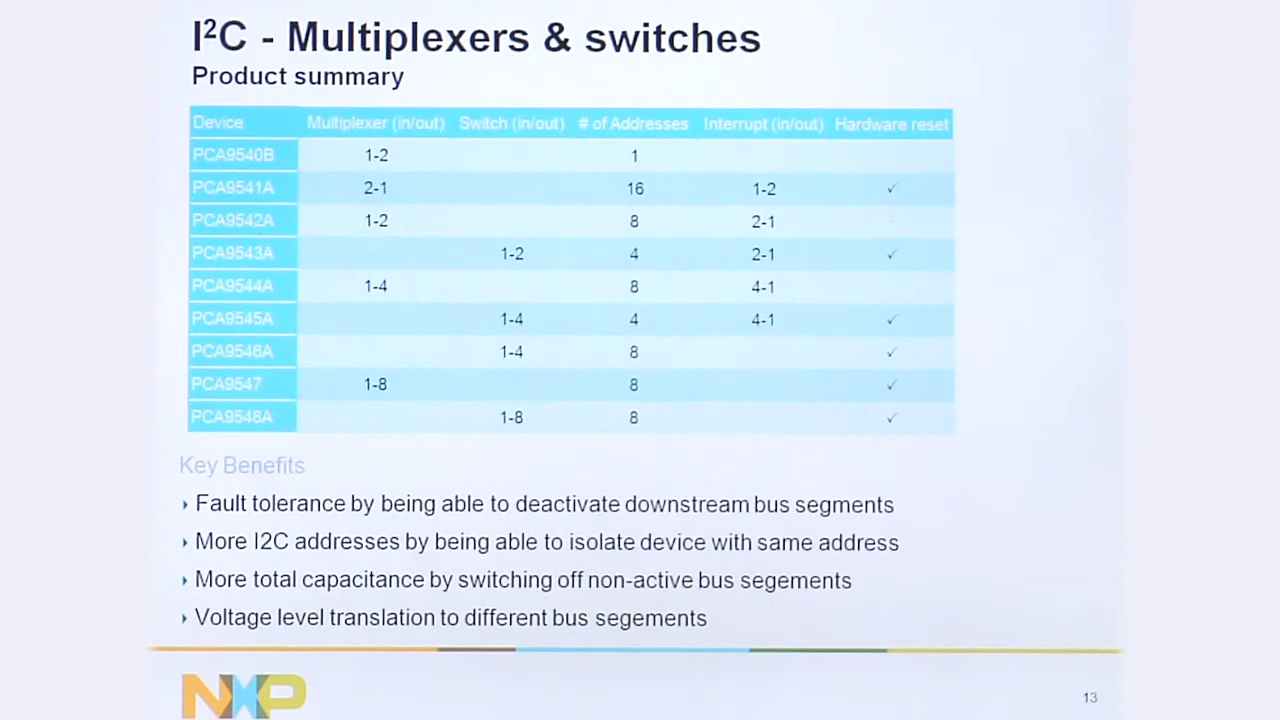 I²C - Multiplexers & switches
Product summary
Device Multiplexer (in/out) Switch (in/out) # of Addresses Interrupt (in/out) Hardware reset
PCA9540B 1-2 1
PCA9541A 2-1 16 1-2 ✓
PCA9542A 1-2 8 2-1
PCA9543A 1-2 4 2-1 ✓
PCA9544A 1-4 8 4-1
PCA9545A 1-4 4 4-1 ✓
PCA9546A 1-4 8 ✓
PCA9547 1-8 8 ✓
PCA9548A 1-8 8 ✓
Key Benefits
Fault tolerance by being able to deactivate downstream bus segments
More I2C addresses by being able to isolate device with same address
More total capacitance by switching off non-active bus segements
Voltage level translation to different bus segements
NXP
13